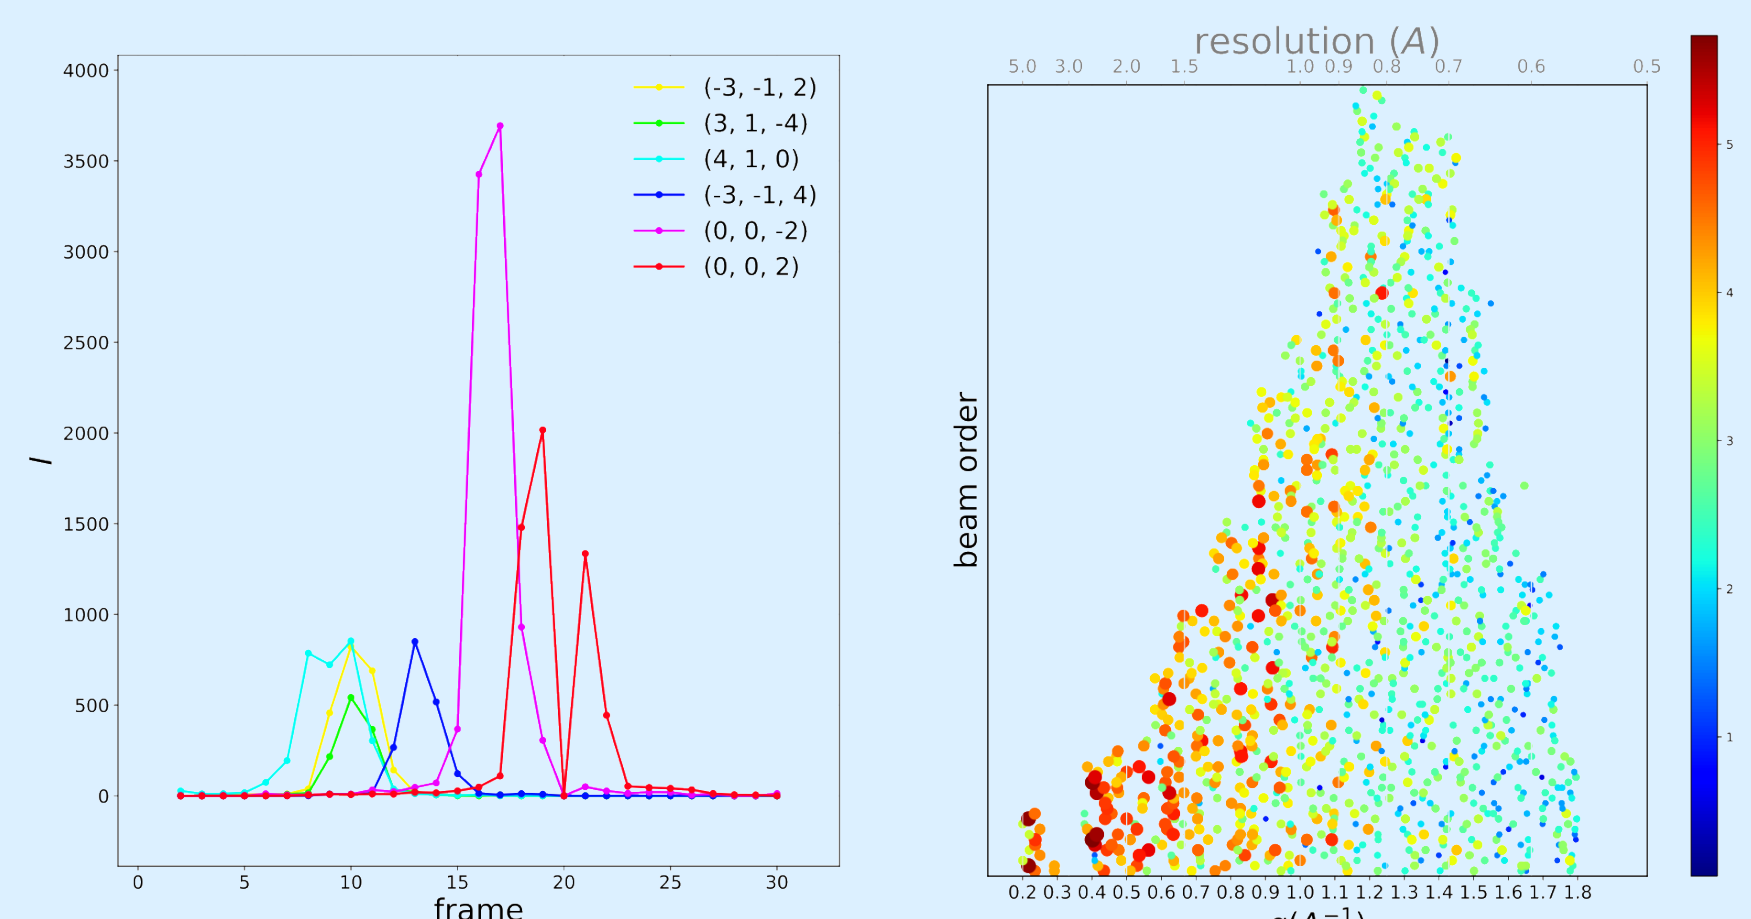 4000
3500
3000
2500
2000
1500
1000
500
0
I
0 5 10 15 20 25 30
frame
(-3, -1, 2)
(3, 1, -4)
(4, 1, 0)
(-3, -1, 4)
(0, 0, -2)
(0, 0, 2)
resolution (A)
5.0 3.0 2.0 1.5 1.0 0.9 0.8 0.7 0.6 0.5
beam order
0.2 0.3 0.4 0.5 0.6 0.7 0.8 0.9 1.0 1.1 1.2 1.3 1.4 1.5 1.6 1.7 1.8
q(A⁻¹)
5
4
3
2
1